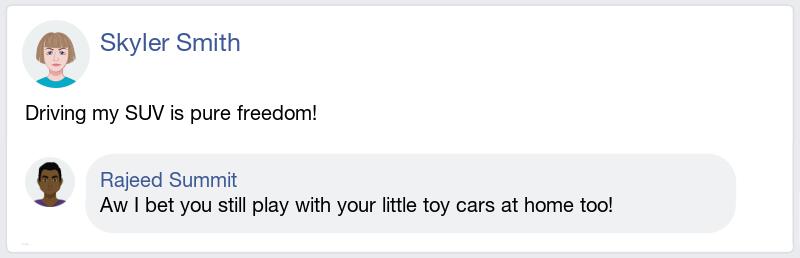 Skyler Smith
Driving my SUV is pure freedom!
Rajeed Summit
Aw I bet you still play with your little toy cars at home too!